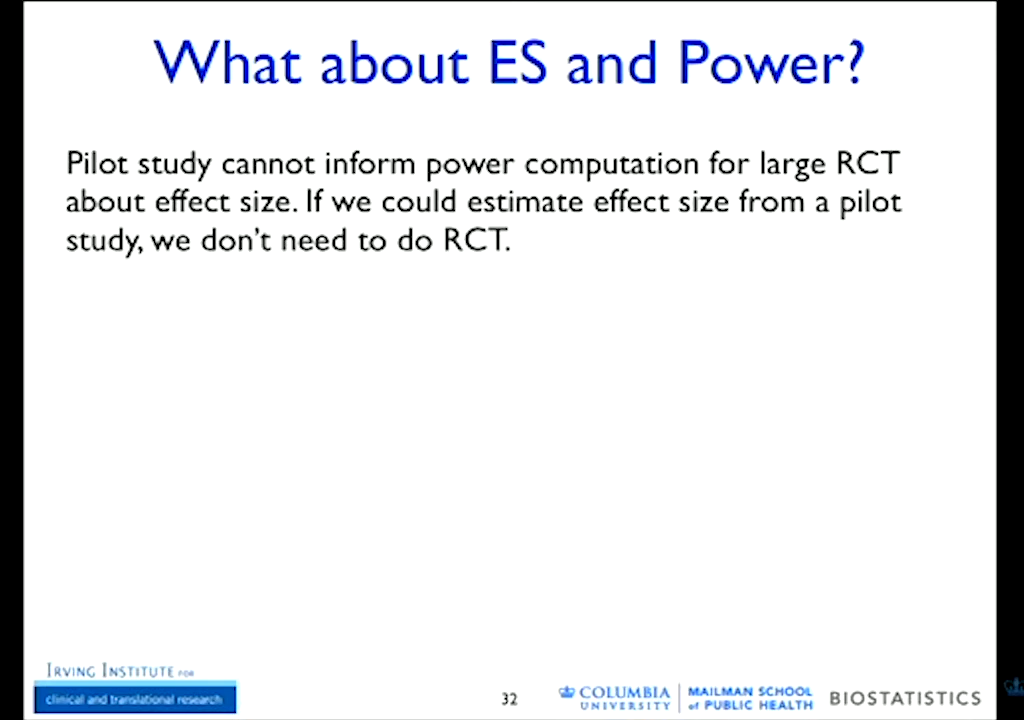 What about ES and Power?
Pilot study cannot inform power computation for large RCT
about effect size. If we could estimate effect size from a pilot
study, we don't need to do RCT.
IRVING INSTITUTE FOR
clinical and translational research
32
COLUMBIA
UNIVERSITY
MAILMAN SCHOOL
of PUBLIC HEALTH
BIOSTATISTICS